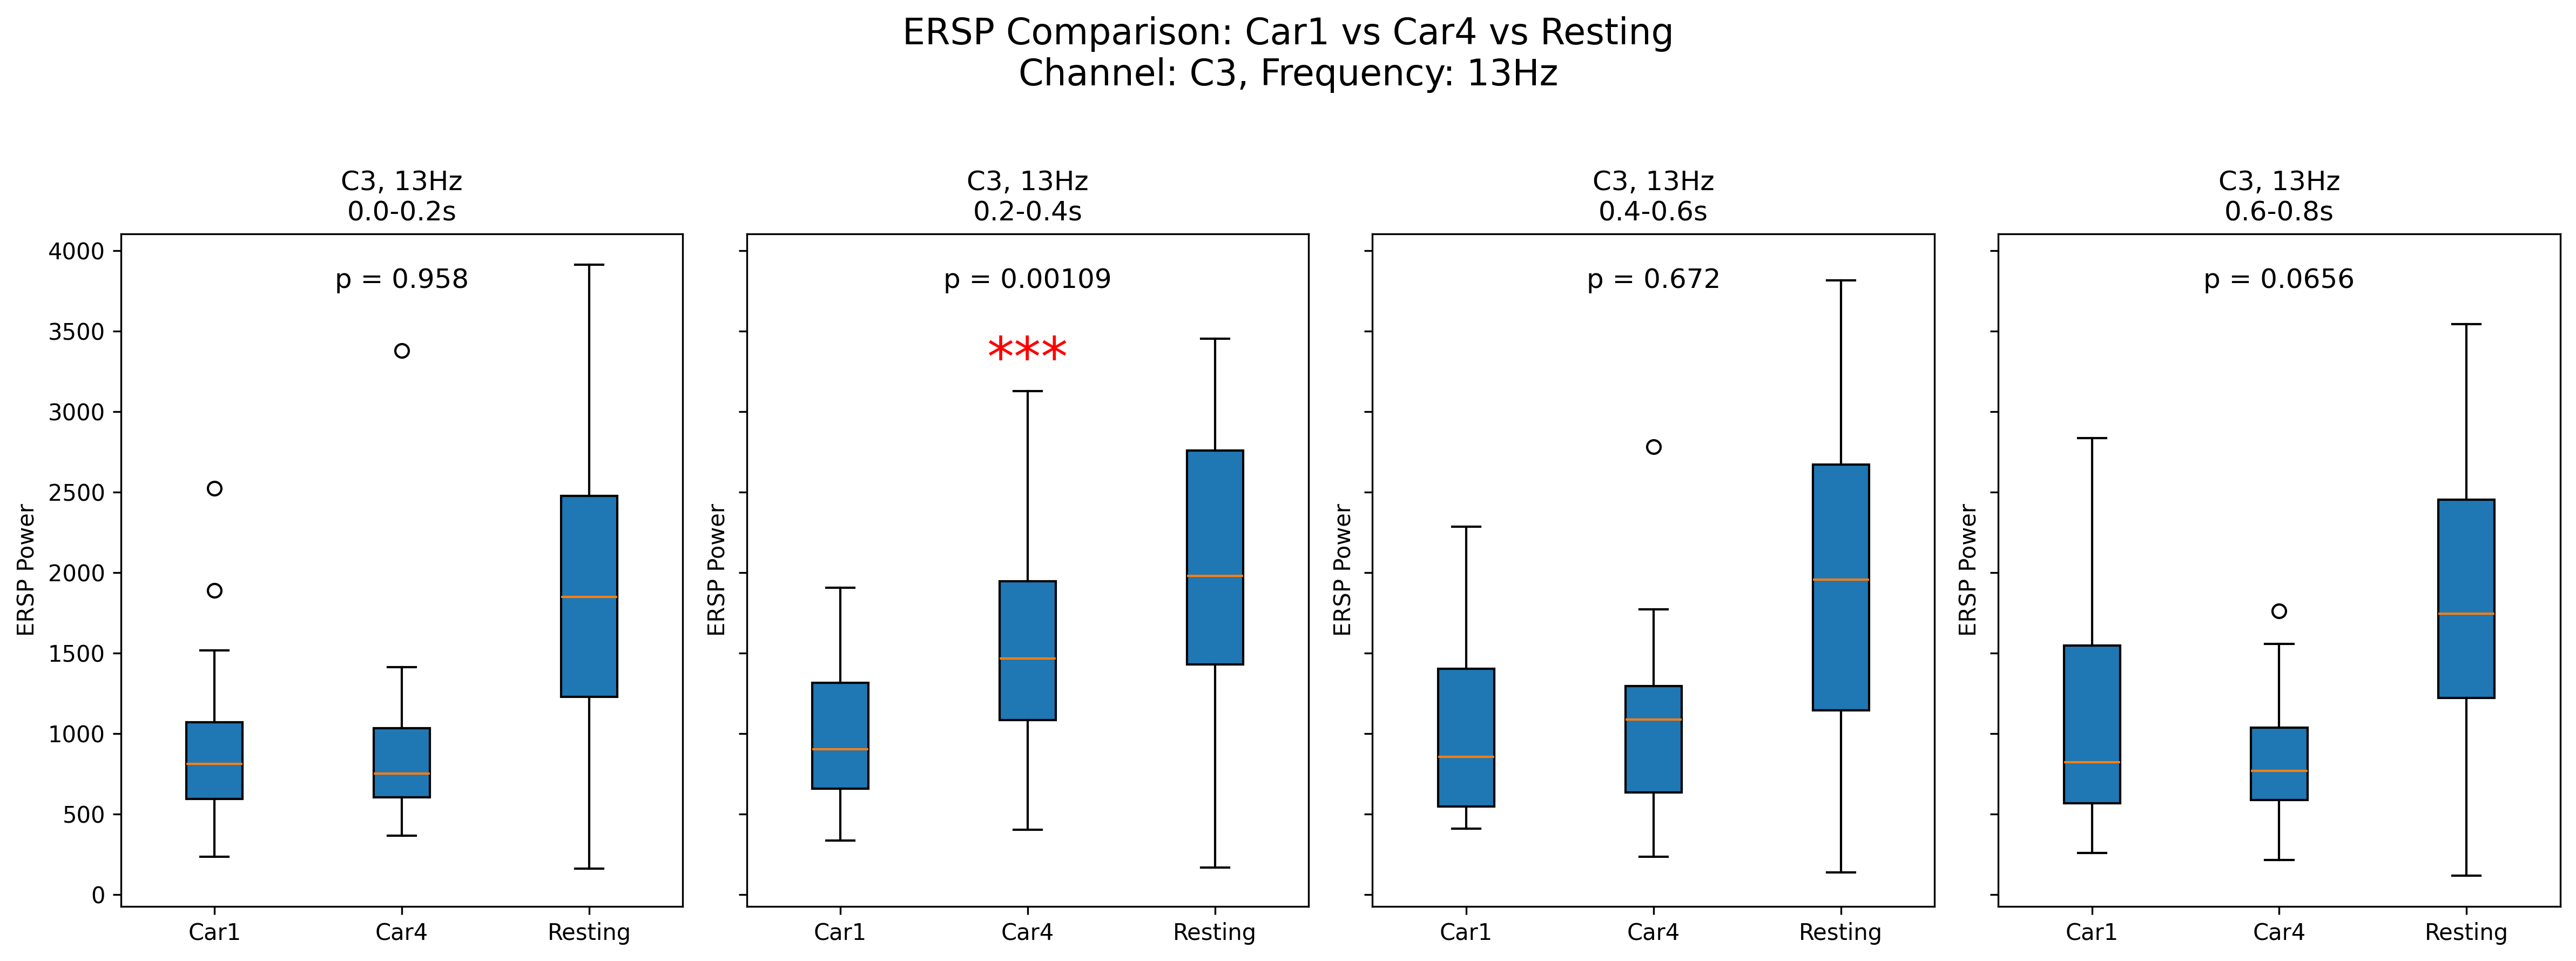 ERSP Comparison: Car1 vs Car4 vs Resting
Channel: C3, Frequency: 13Hz
C3, 13Hz
0.0-0.2s
p = 0.958
ERSP Power
4000
3500
3000
2500
2000
1500
1000
500
0
Car1 Car4 Resting
C3, 13Hz
0.2-0.4s
p = 0.00109
***
ERSP Power
Car1 Car4 Resting
C3, 13Hz
0.4-0.6s
p = 0.672
ERSP Power
Car1 Car4 Resting
C3, 13Hz
0.6-0.8s
p = 0.0656
ERSP Power
Car1 Car4 Resting